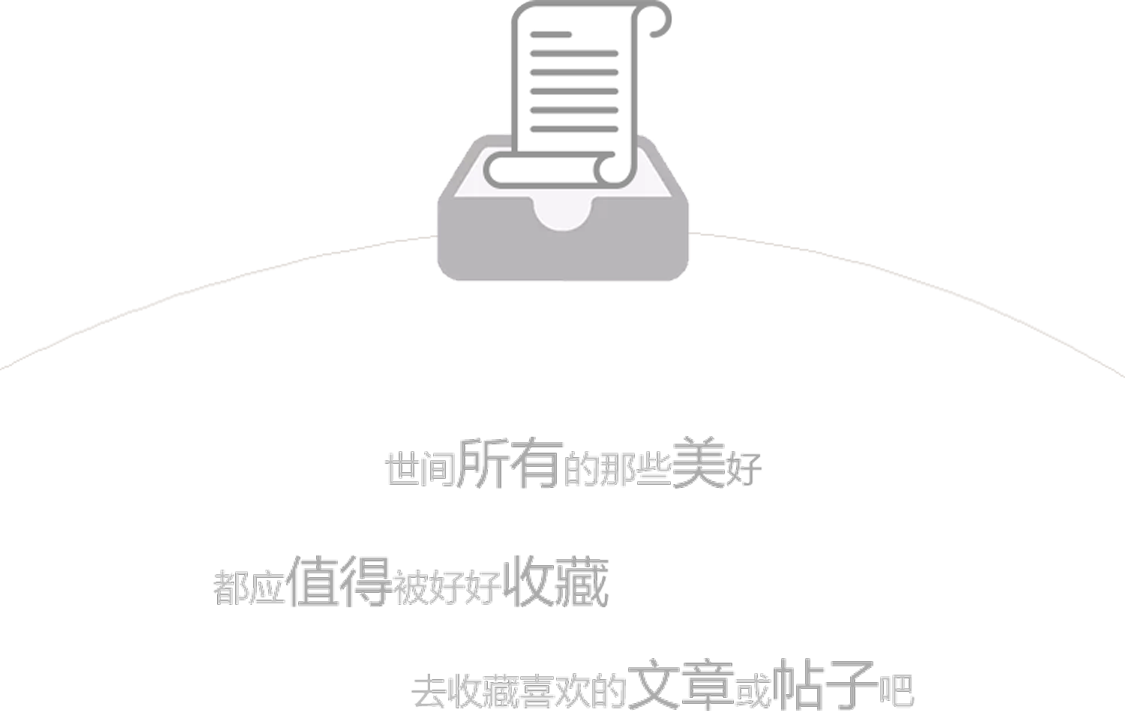 世间所有的那些美好
都应值得被好好收藏
去收藏喜欢的文章或帖子吧